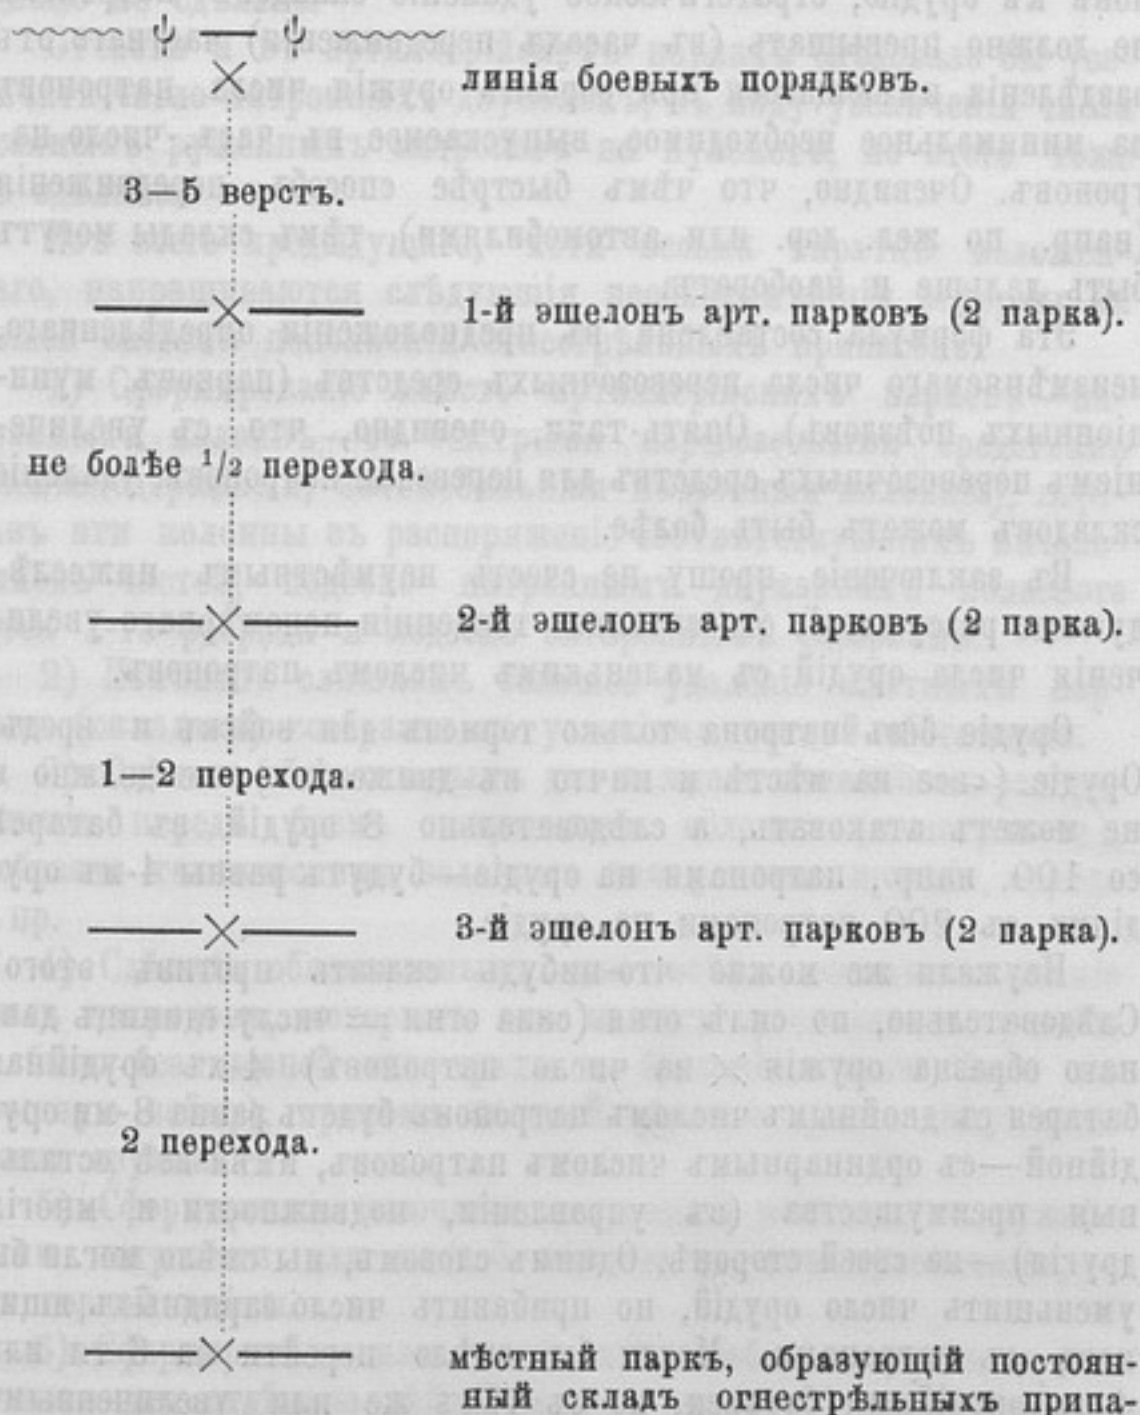 линія боевыхъ порядковъ.
3—5 верстъ.
1-й эшелонъ арт. парковъ (2 парка).
не болѣе ¹/₂ перехода.
2-й эшелонъ арт. парковъ (2 парка).
1—2 перехода.
3-й эшелонъ арт. парковъ (2 парка).
2 перехода.
мѣстный паркъ, образующій постоян-
ный складъ огнестрѣльныхъ припа-